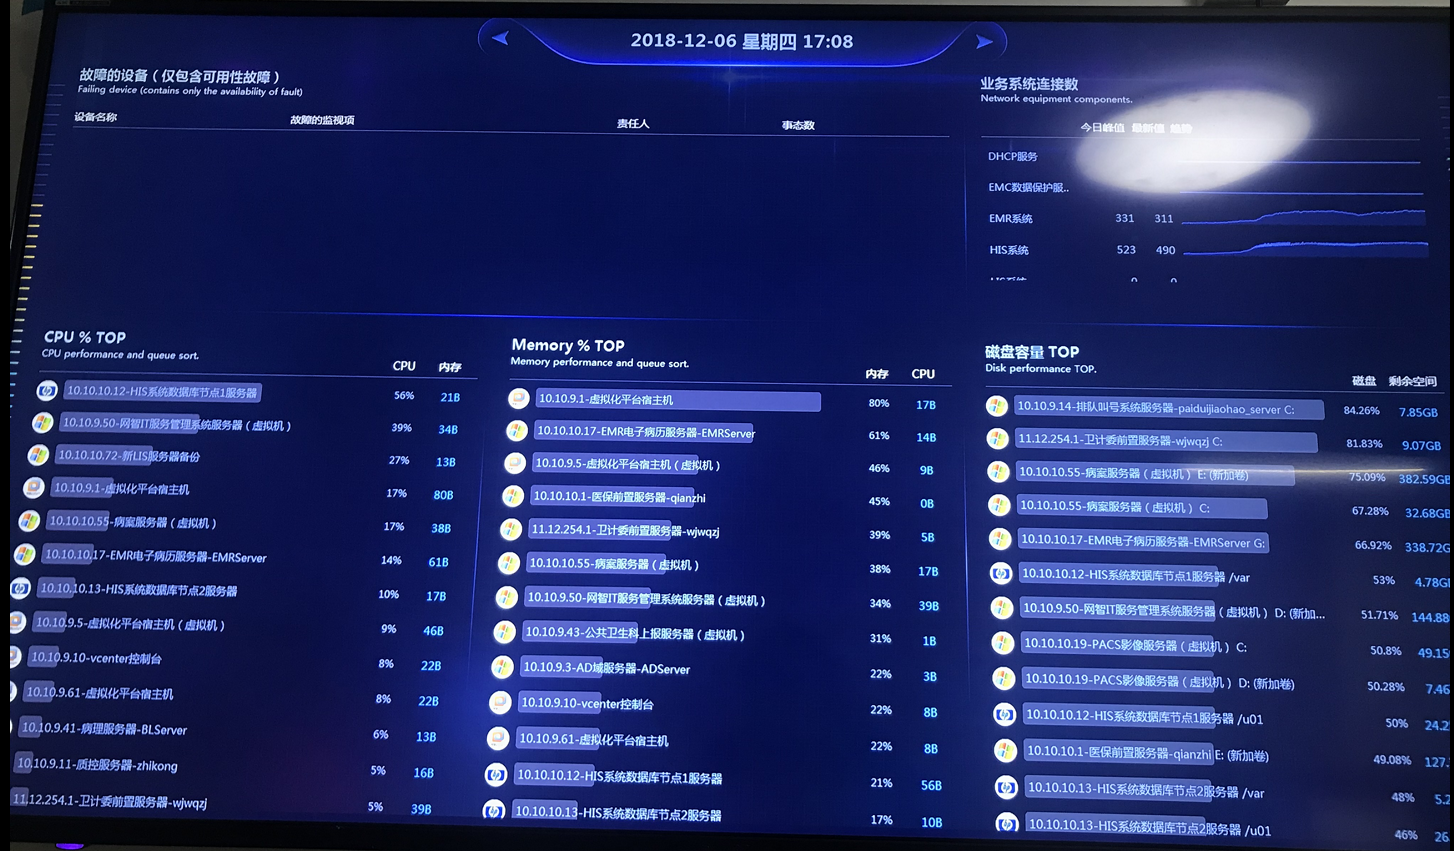 2018-12-06 星期四 17:08
故障的设备（仅包含可用性故障）
Failing device (contains only the availability of fault)
设备名称 故障的监视项 责任人 事态数
业务系统连接数
Network equipment components.
今日峰值 最新值 趋势
DHCP服务
EMC数据保护服..
EMR系统 331 311
HIS系统 523 490
CPU % TOP
CPU performance and queue sort.
CPU 内存
10.10.10.12-HIS系统数据库节点1服务器 56% 21B
10.10.9.50-网智IT服务管理系统服务器（虚拟机） 39% 34B
10.10.10.72-新LIS服务器备份 27% 13B
10.10.9.1-虚拟化平台宿主机 17% 80B
10.10.10.55-病案服务器（虚拟机） 17% 38B
10.10.10.17-EMR电子病历服务器-EMRServer 14% 61B
10.10.10.13-HIS系统数据库节点2服务器 10% 17B
10.10.9.5-虚拟化平台宿主机（虚拟机） 9% 46B
10.10.9.10-vcenter控制台 8% 22B
10.10.9.61-虚拟化平台宿主机 8% 22B
10.10.9.41-病理服务器-BLServer 6% 13B
10.10.9.11-质控服务器-zhikong 5% 16B
11.12.254.1-卫计委前置服务器-wjwqzj 5% 39B
Memory % TOP
Memory performance and queue sort.
内存 CPU
10.10.9.1-虚拟化平台宿主机 80% 17B
10.10.10.17-EMR电子病历服务器-EMRServer 61% 14B
10.10.9.5-虚拟化平台宿主机（虚拟机） 46% 9B
10.10.10.1-医保前置服务器-qianzhi 45% 0B
11.12.254.1-卫计委前置服务器-wjwqzj 39% 5B
10.10.10.55-病案服务器（虚拟机） 38% 17B
10.10.9.50-网智IT服务管理系统服务器（虚拟机） 34% 39B
10.10.9.43-公共卫生科上报服务器（虚拟机） 31% 1B
10.10.9.3-AD域服务器-ADServer 22% 3B
10.10.9.10-vcenter控制台 22% 8B
10.10.9.61-虚拟化平台宿主机 22% 8B
10.10.10.12-HIS系统数据库节点1服务器 21% 56B
10.10.10.13-HIS系统数据库节点2服务器 17% 10B
磁盘容量 TOP
Disk performance TOP.
磁盘 剩余空间
10.10.9.14-排队叫号系统服务器-paiduijiaohao_server C: 84.26% 7.85GB
11.12.254.1-卫计委前置服务器-wjwqzj C: 81.83% 9.07GB
10.10.10.55-病案服务器（虚拟机） E: (新加卷) 75.09% 382.59GB
10.10.10.55-病案服务器（虚拟机） C: 67.28% 32.68GB
10.10.10.17-EMR电子病历服务器-EMRServer G: 66.92% 338.72G
10.10.10.12-HIS系统数据库节点1服务器 /var 53% 4.78G
10.10.9.50-网智IT服务管理系统服务器（虚拟机） D: (新加... 51.71% 144.88
10.10.10.19-PACS影像服务器（虚拟机） C: 50.8% 49.15
10.10.10.19-PACS影像服务器（虚拟机） D: (新加卷) 50.28% 7.46
10.10.10.12-HIS系统数据库节点1服务器 /u01 50% 24.2
10.10.10.1-医保前置服务器-qianzhi E: (新加卷) 49.08% 127.
10.10.10.13-HIS系统数据库节点2服务器 /var 48% 5.2
10.10.10.13-HIS系统数据库节点2服务器 /u01 46% 26